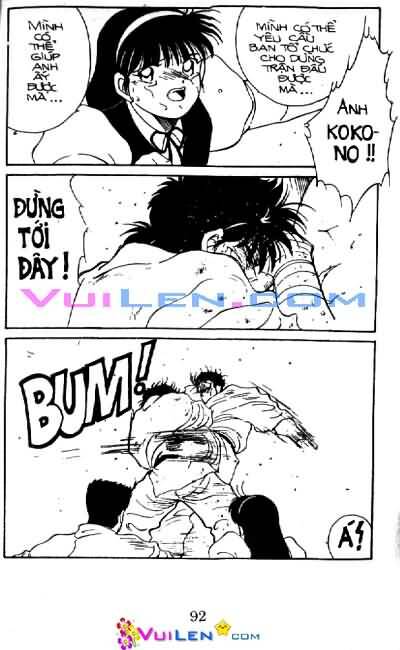 MÌNH CÓ THỂ
YÊU CẦU
BAN TỔ CHỨC
CHO DỪNG
TRẬN ĐẤU
ĐƯỢC
MÀ...
MÌNH
CÓ
THỂ
GIÚP
ANH
ẤY
ĐƯỢC
MÀ...
ANH
KOKO-
NO!!
ĐỪNG
TỚI
ĐÂY!
VUILEN.COM
BUM!
Á!
92
VUILEN.COM